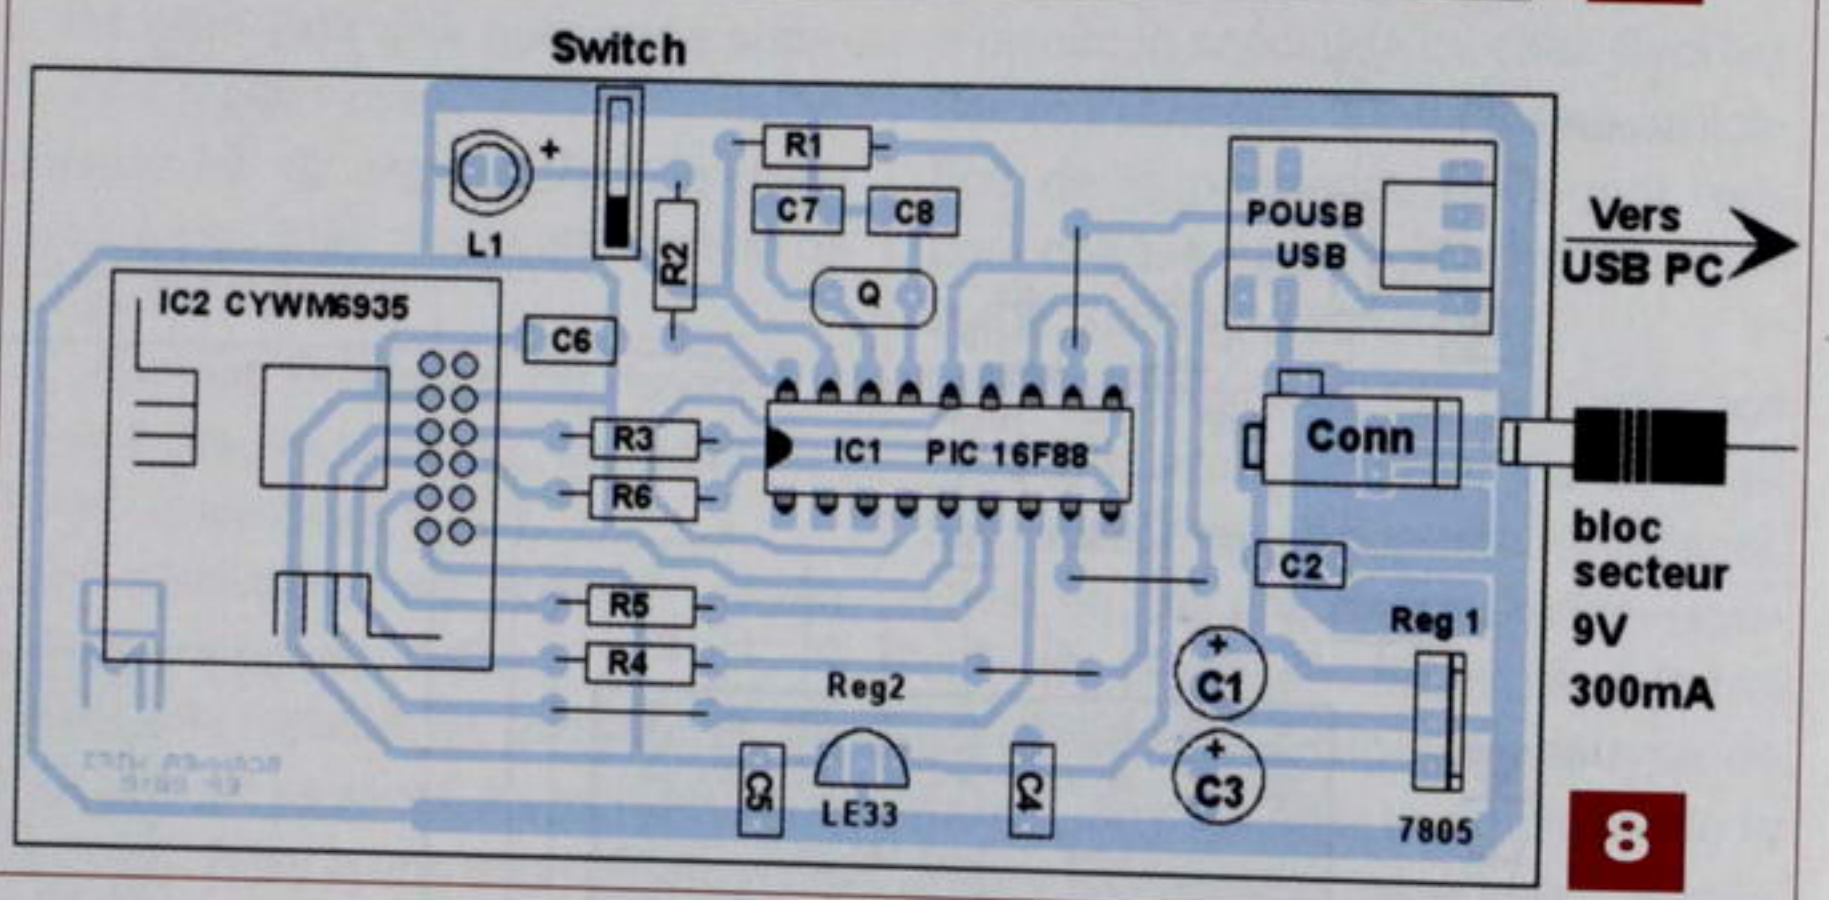 Switch
R1
+
C7
C8
L1
R2
POUSB
USB
Vers
USB PC
IC2 CYWM6935
Q
C6
R3
IC1 PIC 16F88
Conn
R6
bloc
secteur
9V
300mA
C2
R5
Reg 1
R4
+
C1
Reg2
+
C3
C5
LE33
C4
7805
8